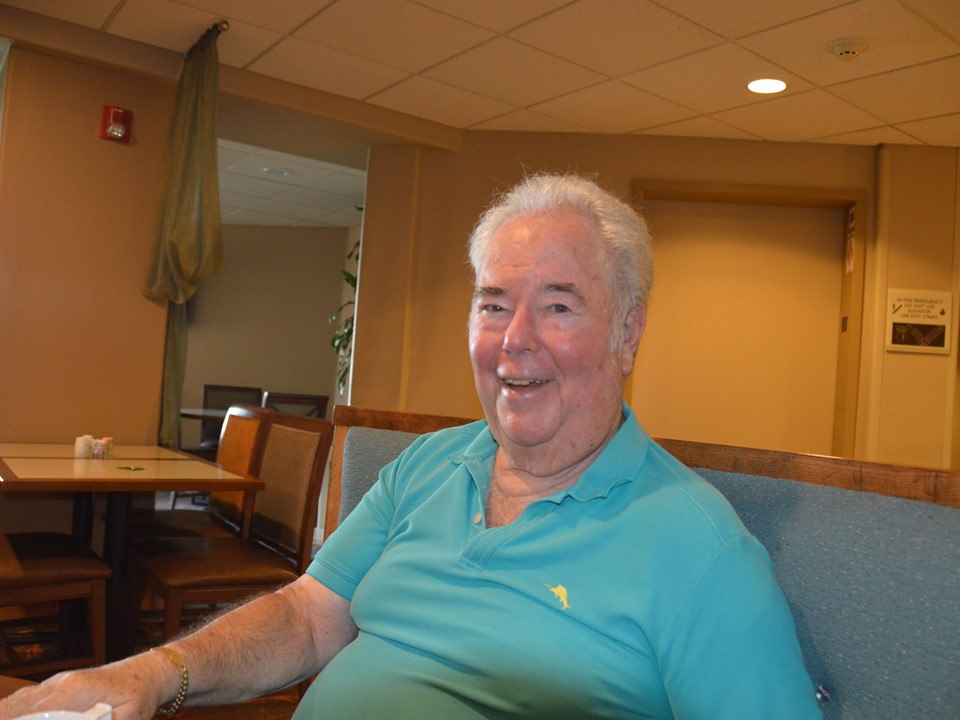 IN FIRE EMERGENCY
DO NOT USE
ELEVATOR
USE EXIT STAIRS